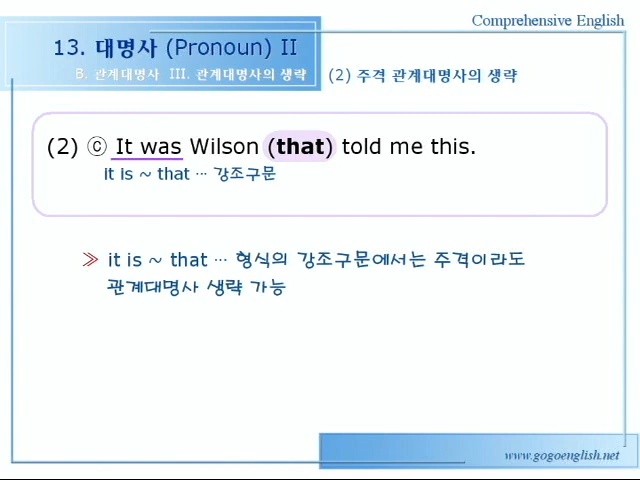 Comprehensive English
13. 대명사 (Pronoun) II
B. 관계대명사 III. 관계대명사의 생략
(2) 주격 관계대명사의 생략
(2) ⓒ It was Wilson (that) told me this.
it is ~ that ··· 강조구문
≫ it is ~ that ··· 형식의 강조구문에서는 주격이라도
관계대명사 생략 가능
www.gogoenglish.net